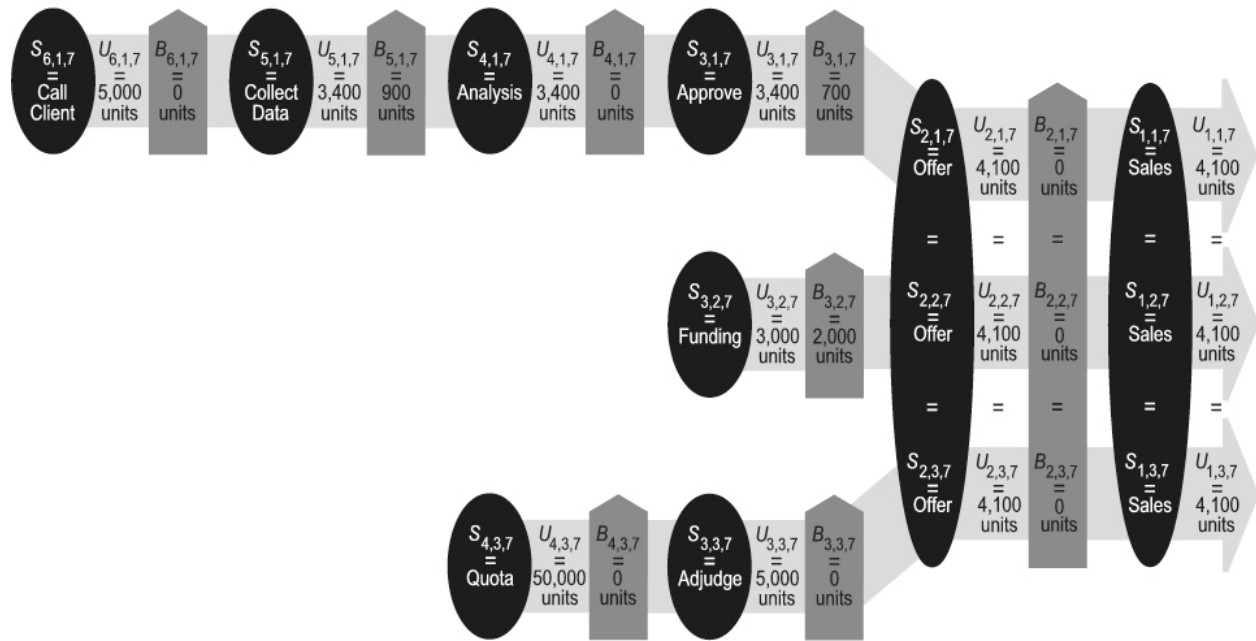 S6,1,7
=
Call
Client
U6,1,7
=
5,000
units
B6,1,7
=
0
units
S5,1,7
=
Collect
Data
U5,1,7
=
3,400
units
B5,1,7
=
900
units
S4,1,7
=
Analysis
U4,1,7
=
3,400
units
B4,1,7
=
0
units
S3,1,7
=
Approve
U3,1,7
=
3,400
units
B3,1,7
=
700
units
S2,1,7
=
Offer
U2,1,7
=
4,100
units
B2,1,7
=
0
units
S1,1,7
=
Sales
U1,1,7
=
4,100
units
= = = = =
S3,2,7
=
Funding
U3,2,7
=
3,000
units
B3,2,7
=
2,000
units
S2,2,7
=
Offer
U2,2,7
=
4,100
units
B2,2,7
=
0
units
S1,2,7
=
Sales
U1,2,7
=
4,100
units
= = = = =
S4,3,7
=
Quota
U4,3,7
=
50,000
units
B4,3,7
=
0
units
S3,3,7
=
Adjudge
U3,3,7
=
5,000
units
B3,3,7
=
0
units
S2,3,7
=
Offer
U2,3,7
=
4,100
units
B2,3,7
=
0
units
S1,3,7
=
Sales
U1,3,7
=
4,100
units